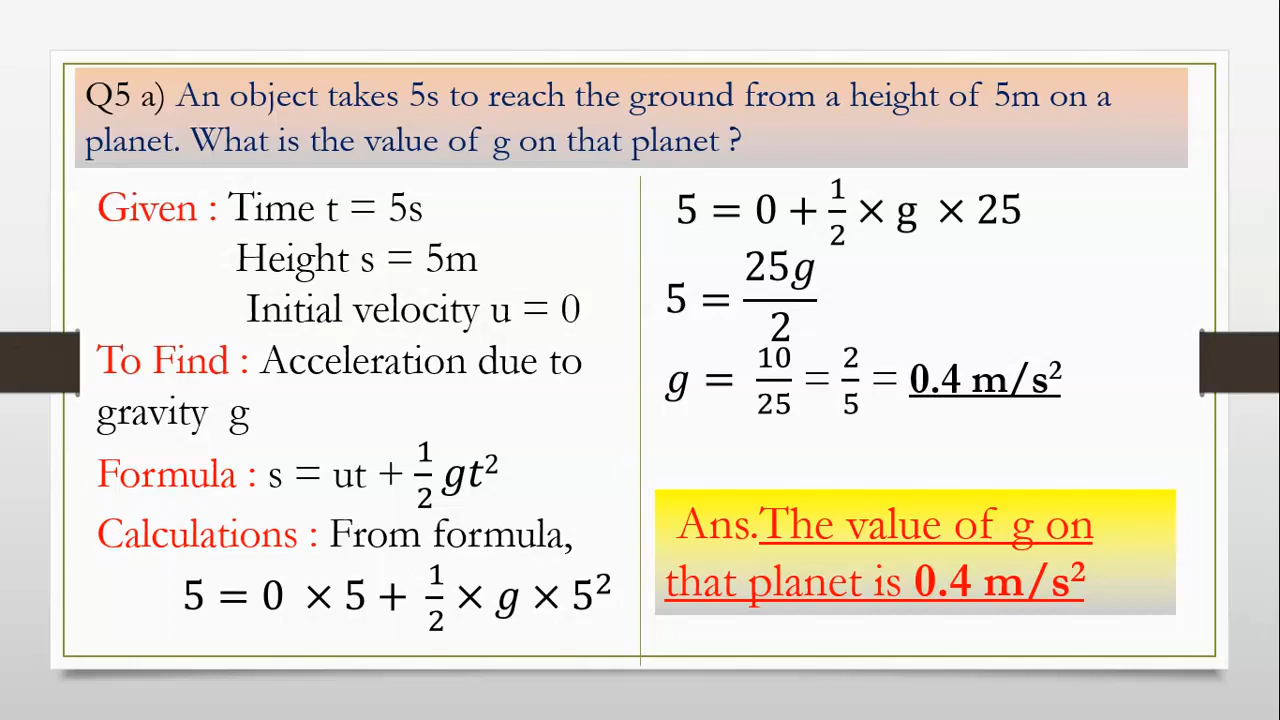 Q5 a) An object takes 5s to reach the ground from a height of 5m on a
planet. What is the value of g on that planet ?
Given : Time t = 5s
Height s = 5m
Initial velocity u = 0
To Find : Acceleration due to
gravity g
Formula : s = ut + 1/2 gt²
Calculations : From formula,
5 = 0 × 5 + 1/2 × g × 5²
5 = 0 + 1/2 × g × 25
5 = 25g/2
g = 10/25 = 2/5 = 0.4 m/s²
Ans.The value of g on
that planet is 0.4 m/s²